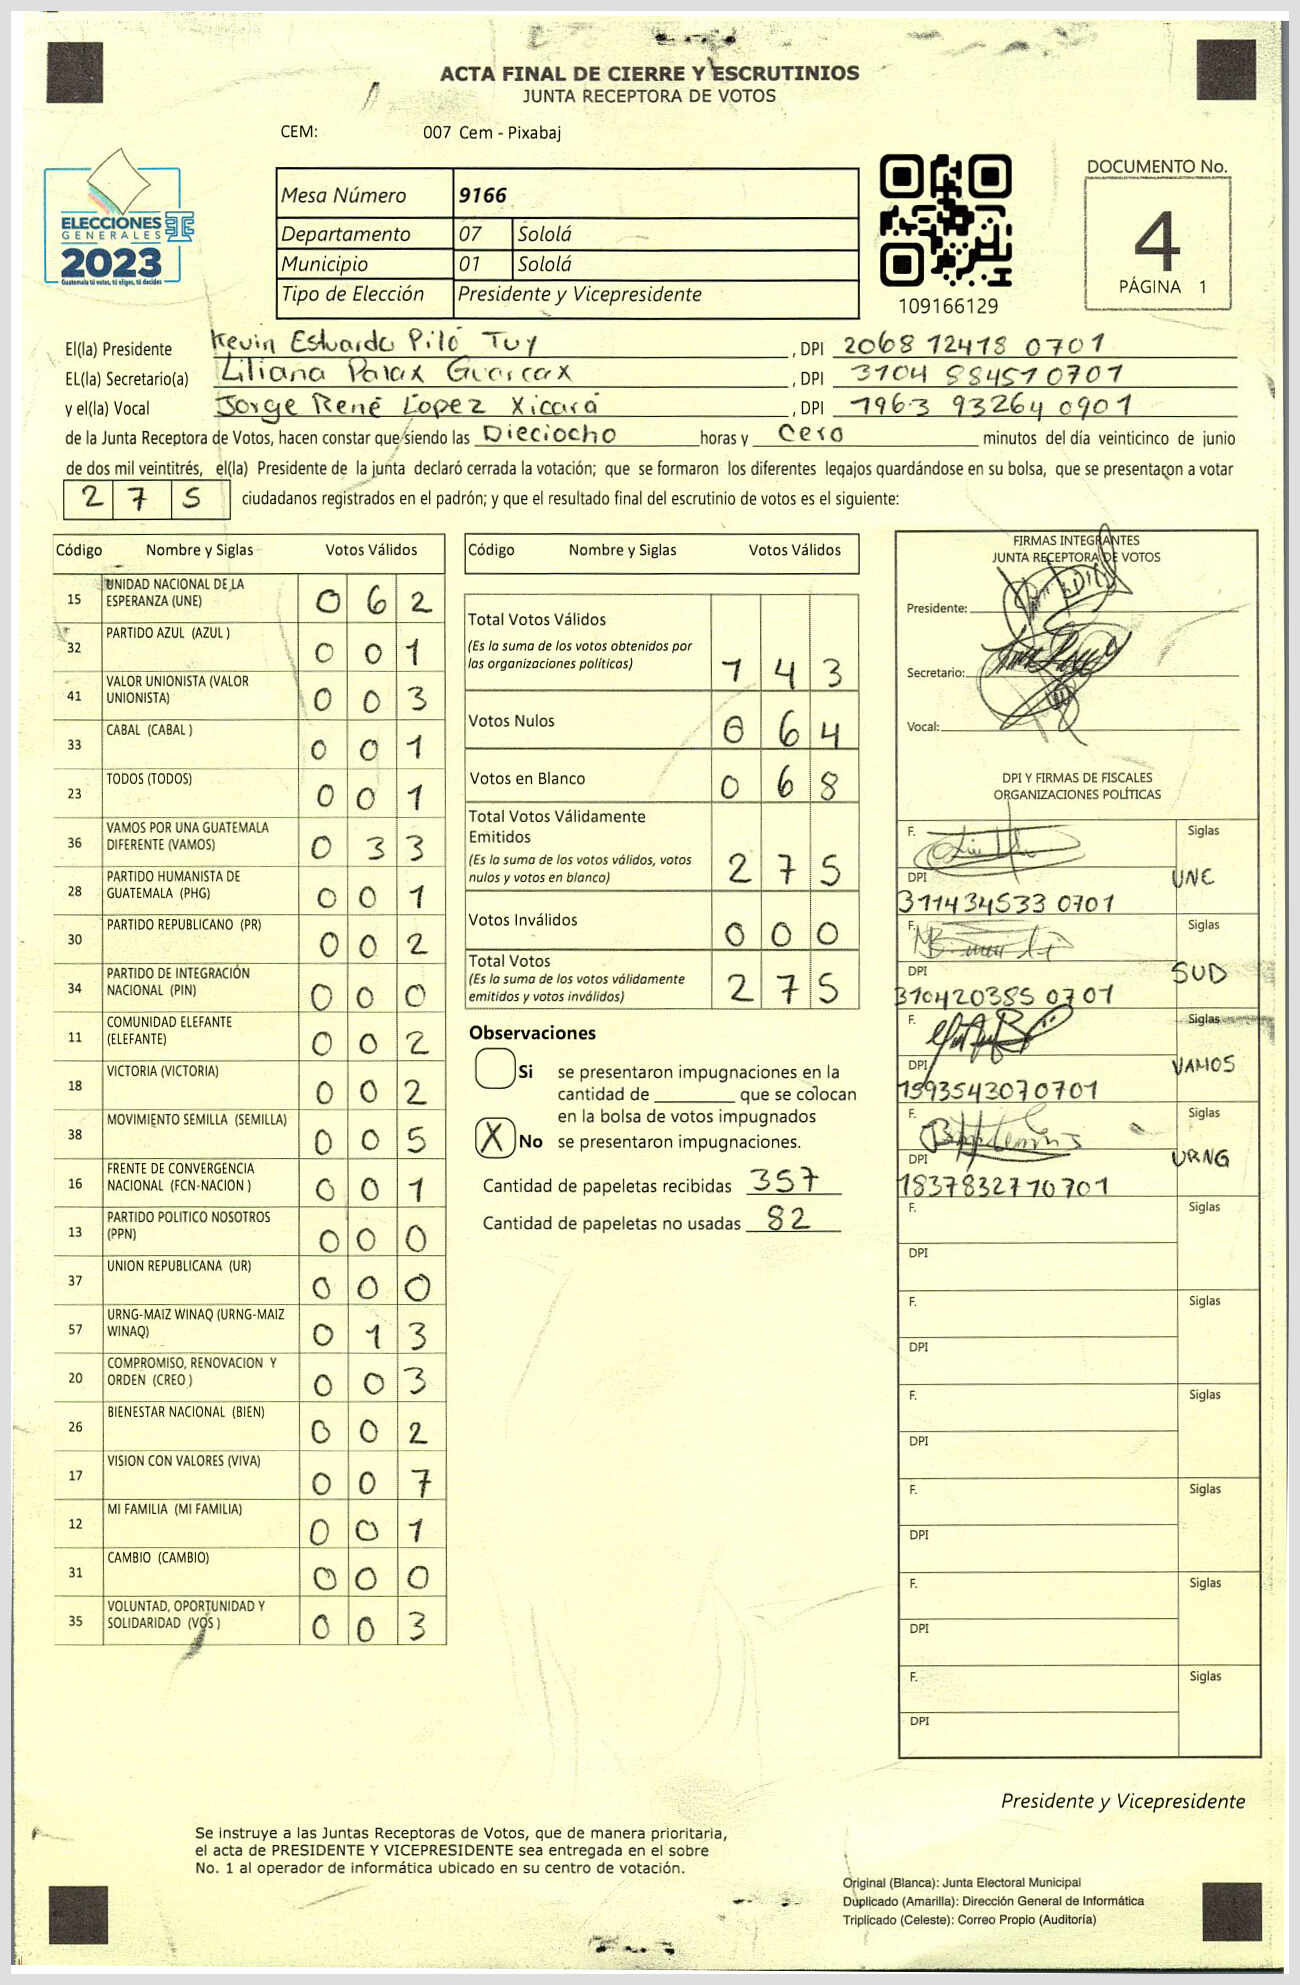 ACTA FINAL DE CIERRE Y ESCRUTINIOS
JUNTA RECEPTORA DE VOTOS
CEM: 007 Cem - Pixabaj
ELECCIONES
GENERALES
2023
Guatemala tú votas, tú eliges, tú decides
Mesa Número 9166
Departamento 07 Sololá
Municipio 01 Sololá
Tipo de Elección Presidente y Vicepresidente
109166129
DOCUMENTO No.
4
PÁGINA 1
El(la) Presidente Kevin Estuardo Piló Tuy , DPI 2068 12418 0701
EL(la) Secretario(a) Liliana Palax Guarcax , DPI 3104 88451 0701
y el(la) Vocal Jorge René López Xicará , DPI 1963 93264 0901
de la Junta Receptora de Votos, hacen constar que siendo las Dieciocho horas y Cero minutos del día veinticinco de junio
de dos mil veintitrés, el(la) Presidente de la junta declaró cerrada la votación; que se formaron los diferentes legajos guardándose en su bolsa, que se presentaron a votar
275 ciudadanos registrados en el padrón; y que el resultado final del escrutinio de votos es el siguiente:
Código Nombre y Siglas Votos Válidos
15 UNIDAD NACIONAL DE LA ESPERANZA (UNE) 0 6 2
32 PARTIDO AZUL (AZUL ) 0 0 1
41 VALOR UNIONISTA (VALOR UNIONISTA) 0 0 3
33 CABAL (CABAL ) 0 0 1
23 TODOS (TODOS) 0 0 1
36 VAMOS POR UNA GUATEMALA DIFERENTE (VAMOS) 0 3 3
28 PARTIDO HUMANISTA DE GUATEMALA (PHG) 0 0 1
30 PARTIDO REPUBLICANO (PR) 0 0 2
34 PARTIDO DE INTEGRACIÓN NACIONAL (PIN) 0 0 0
11 COMUNIDAD ELEFANTE (ELEFANTE) 0 0 2
18 VICTORIA (VICTORIA) 0 0 2
38 MOVIMIENTO SEMILLA (SEMILLA) 0 0 5
16 FRENTE DE CONVERGENCIA NACIONAL (FCN-NACION ) 0 0 1
13 PARTIDO POLITICO NOSOTROS (PPN) 0 0 0
37 UNION REPUBLICANA (UR) 0 0 0
57 URNG-MAIZ WINAQ (URNG-MAIZ WINAQ) 0 1 3
20 COMPROMISO, RENOVACION Y ORDEN (CREO ) 0 0 3
26 BIENESTAR NACIONAL (BIEN) 0 0 2
17 VISION CON VALORES (VIVA) 0 0 7
12 MI FAMILIA (MI FAMILIA) 0 0 1
31 CAMBIO (CAMBIO) 0 0 0
35 VOLUNTAD, OPORTUNIDAD Y SOLIDARIDAD (VOS ) 0 0 3
Código Nombre y Siglas Votos Válidos
Total Votos Válidos 1 4 3
(Es la suma de los votos obtenidos por
las organizaciones políticas)
Votos Nulos 0 6 4
Votos en Blanco 0 6 8
Total Votos Válidamente
Emitidos 2 7 5
(Es la suma de los votos válidos, votos
nulos y votos en blanco)
Votos Inválidos 0 0 0
Total Votos 2 7 5
(Es la suma de los votos válidamente
emitidos y votos inválidos)
Observaciones
Si se presentaron impugnaciones en la
cantidad de ________ que se colocan
en la bolsa de votos impugnados
X No se presentaron impugnaciones.
Cantidad de papeletas recibidas 357
Cantidad de papeletas no usadas 82
FIRMAS INTEGRANTES
JUNTA RECEPTORA DE VOTOS
Presidente:
Secretario:
Vocal:
DPI Y FIRMAS DE FISCALES
ORGANIZACIONES POLÍTICAS
F. Siglas
UNE
DPI
311434533 0701
F. Siglas
SUD
DPI
310420385 0701
F. Siglas
VAMOS
DPI
1593543070701
F. Siglas
URNG
DPI
1837832770701
F. Siglas
DPI
F. Siglas
DPI
F. Siglas
DPI
F. Siglas
DPI
F. Siglas
DPI
F. Siglas
DPI
Presidente y Vicepresidente
Se instruye a las Juntas Receptoras de Votos, que de manera prioritaria,
el acta de PRESIDENTE Y VICEPRESIDENTE sea entregada en el sobre
No. 1 al operador de informática ubicado en su centro de votación.
Original (Blanca): Junta Electoral Municipal
Duplicado (Amarilla): Dirección General de Informática
Triplicado (Celeste): Correo Propio (Auditoría)